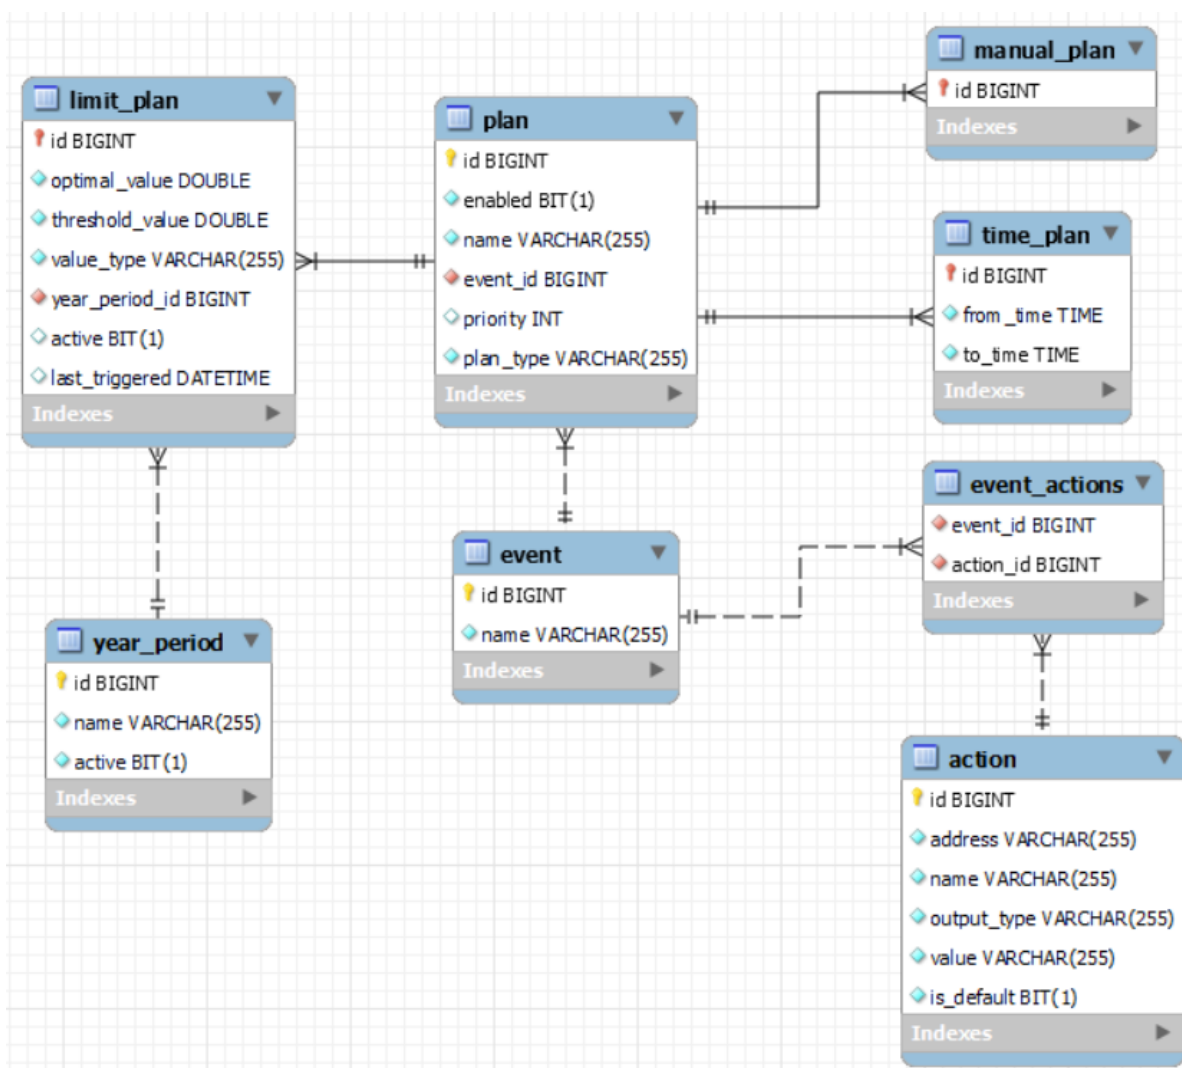 limit_plan
id BIGINT
optimal_value DOUBLE
threshold_value DOUBLE
value_type VARCHAR(255)
year_period_id BIGINT
active BIT(1)
last_triggered DATETIME
Indexes
plan
id BIGINT
enabled BIT(1)
name VARCHAR(255)
event_id BIGINT
priority INT
plan_type VARCHAR(255)
Indexes
manual_plan
id BIGINT
Indexes
time_plan
id BIGINT
from_time TIME
to_time TIME
Indexes
event_actions
event_id BIGINT
action_id BIGINT
Indexes
event
id BIGINT
name VARCHAR(255)
Indexes
year_period
id BIGINT
name VARCHAR(255)
active BIT(1)
Indexes
action
id BIGINT
address VARCHAR(255)
name VARCHAR(255)
output_type VARCHAR(255)
value VARCHAR(255)
is_default BIT(1)
Indexes